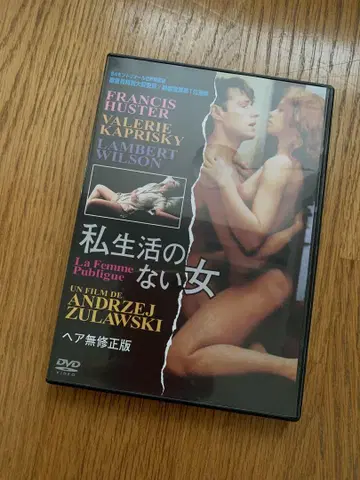 FRANCIS
HUSTER
VALERIE
KAPRISKY
LAMBERT
WILSON
私生活の
ない女
La Femme
Publique
UN FILM DE
ANDRZEJ
ZULAWSKI
ヘア無修正版
DVD
VIDEO